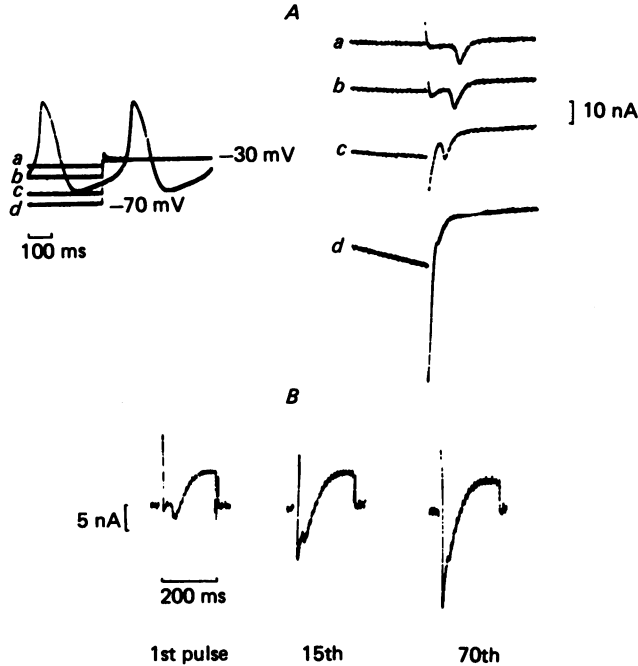 A
a
b
c
d
–30 mV
–70 mV
100 ms
a
b
c
d
10 nA
B
5 nA
200 ms
1st pulse 15th 70th